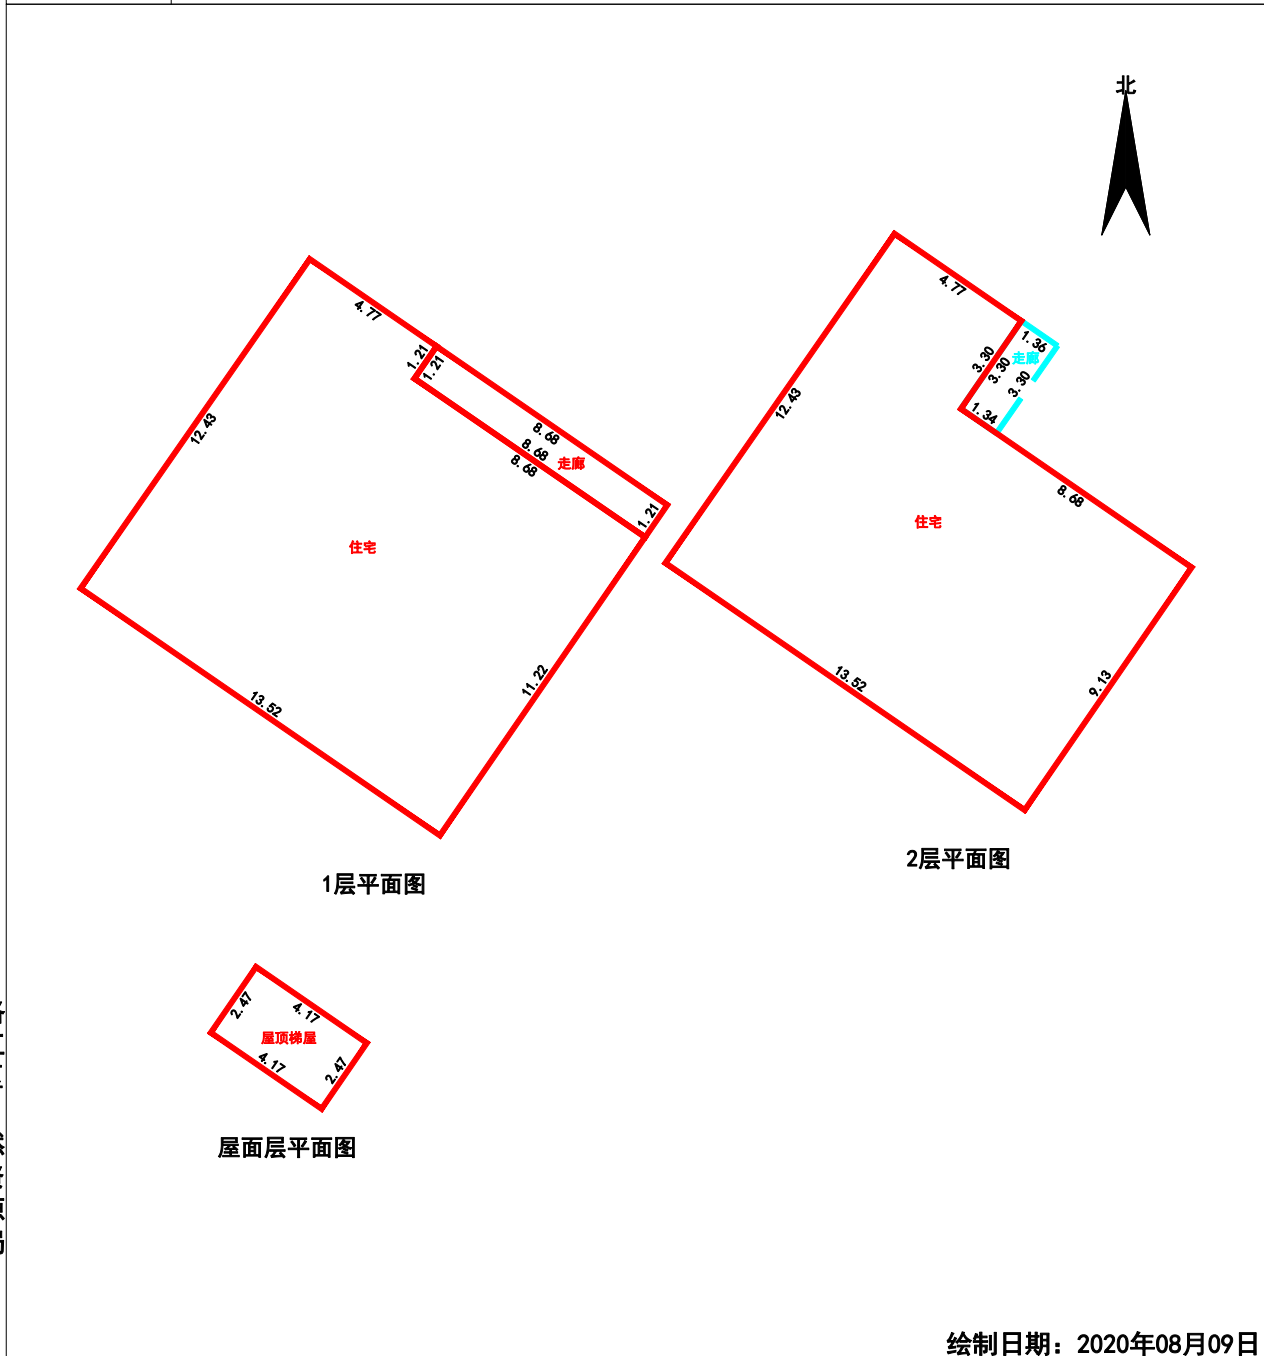 北
4.77
1.21
1.21
12.43
8.68
8.68
8.68
走廊
1.21
住宅
11.22
13.52
1层平面图
4.77
1.36
走廊
3.30
3.30
3.30
1.34
12.43
8.68
住宅
13.52
9.13
2层平面图
2.47
4.17
屋顶梯屋
4.17
2.47
屋面层平面图
绘制日期：2020年08月09日